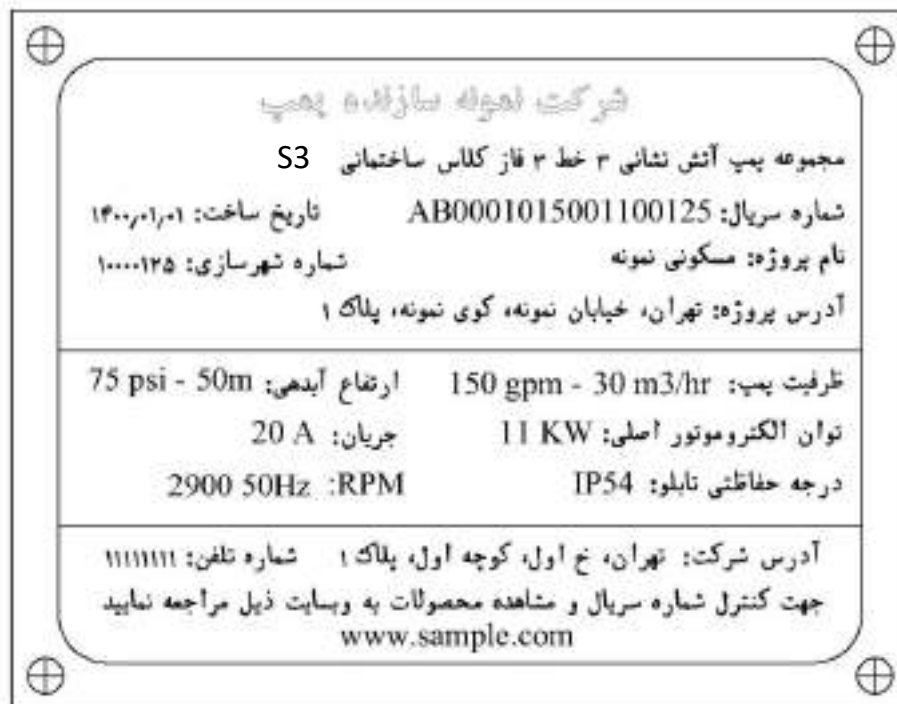 شرکت نمونه سازنده پمپ
مجموعه پمپ آتش نشانی ۳ خط ۳ فاز کلاس ساختمانی S3
شماره سریال: AB0001015001100125 تاریخ ساخت: ۱۴۰۰٫۰۱٫۰۱
نام پروژه: مسکونی نمونه شماره شهرسازی: ۱۰۰۰۰۱۲۵
آدرس پروژه: تهران، خیابان نمونه، کوی نمونه، پلاک ۱
ظرفیت پمپ: 150 gpm - 30 m3/hr ارتفاع آبدهی: 75 psi - 50m
توان الکتروموتور اصلی: 11 KW جریان: 20 A
درجه حفاظتی تابلو: IP54 RPM: 2900 50Hz
آدرس شرکت: تهران، خ اول، کوچه اول، پلاک ۱ شماره تلفن: ۱۱۱۱۱۱۱۱
جهت کنترل شماره سریال و مشاهده محصولات به وبسایت ذیل مراجعه نمایید
www.sample.com